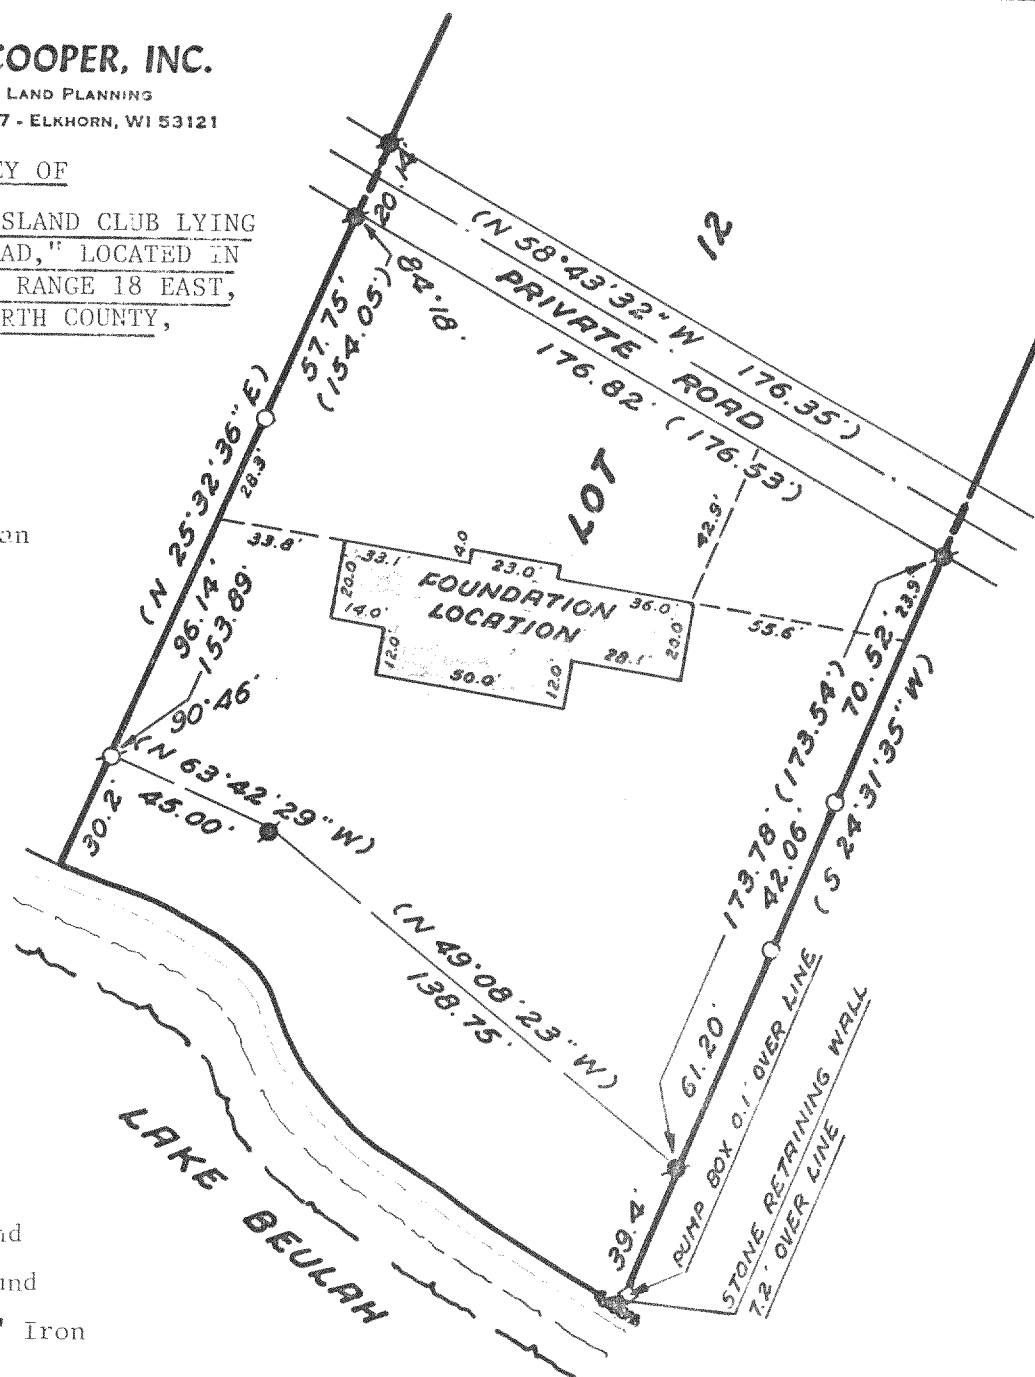 COOPER, INC.
LAND PLANNING
7 - ELKHORN, WI 53121
EY OF
SLAND CLUB LYING
AD," LOCATED IN
RANGE 18 EAST,
RTH COUNTY,
20.14'
(N 58°43'32"W 176.35')
12
PRIVATE ROAD
176.82' (176.53')
84°18'
57.75'
(154.05')
(N 25°32'36"E)
28.3'
LOT
42.9'
on
33.8'
33.1'
4.0
23.0'
36.0'
20.0'
FOUNDATION
LOCATION
14.0'
12.0'
50.0'
12.0'
28.1'
20.0'
55.6'
23.9'
96.14'
153.89'
90°46'
(N 63°42'29"W)
45.00'
30.2'
70.52'
173.78' (173.54')
42.06'
(S 24°31'35"W)
(N 49°08'23"W)
138.75'
61.20'
39.4'
PUMP BOX 0.1' OVER LINE
STONE RETAINING WALL
7.2' OVER LINE
LAKE BEULAH
nd
und
" Iron